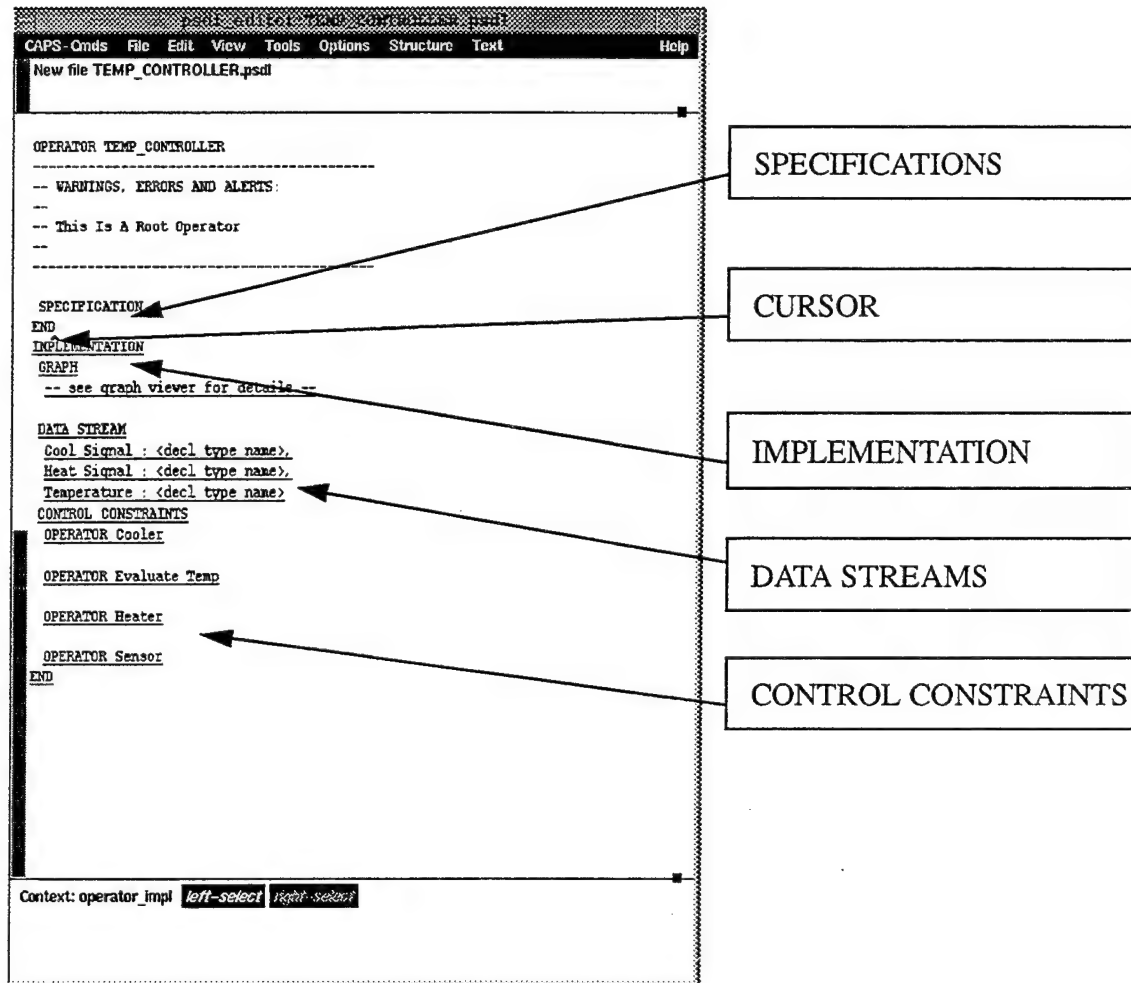 psdl_editor:TEMP_CONTROLLER.psdl
CAPS-Cmds File Edit View Tools Options Structure Text Help
New file TEMP_CONTROLLER.psdl
OPERATOR TEMP_CONTROLLER
--------------------------------------------------
-- WARNINGS, ERRORS AND ALERTS:
--
-- This Is A Root Operator
--
--------------------------------------------------
SPECIFICATION
END
IMPLEMENTATION
GRAPH
-- see graph viewer for details --
DATA STREAM
Cool Signal : <decl type name>,
Heat Signal : <decl type name>,
Temperature : <decl type name>
CONTROL CONSTRAINTS
OPERATOR Cooler
OPERATOR Evaluate Temp
OPERATOR Heater
OPERATOR Sensor
END
Context: operator_impl left-select right-select
SPECIFICATIONS
CURSOR
IMPLEMENTATION
DATA STREAMS
CONTROL CONSTRAINTS